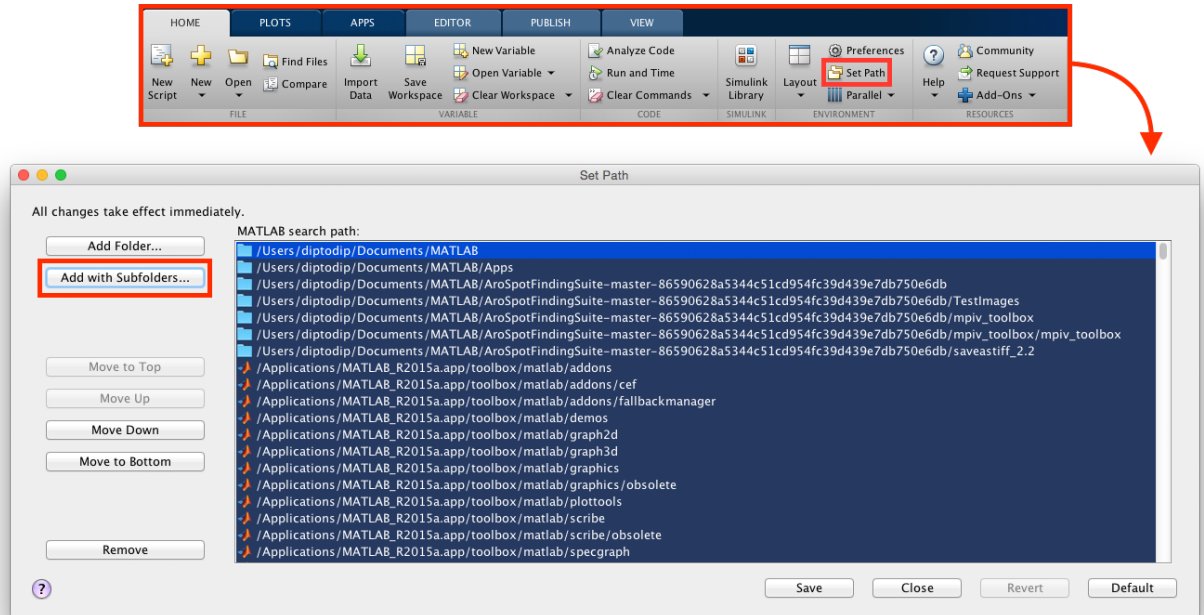 HOME PLOTS APPS EDITOR PUBLISH VIEW
New Script
New
Open
Find Files
Compare
FILE
Import Data
Save Workspace
New Variable
Open Variable
Clear Workspace
VARIABLE
Analyze Code
Run and Time
Clear Commands
CODE
Simulink Library
SIMULINK
Layout
Preferences
Set Path
Parallel
ENVIRONMENT
?
Help
Community
Request Support
Add-Ons
RESOURCES
Set Path
All changes take effect immediately.
MATLAB search path:
Add Folder...
Add with Subfolders...
Move to Top
Move Up
Move Down
Move to Bottom
Remove
/Users/diptodip/Documents/MATLAB
/Users/diptodip/Documents/MATLAB/Apps
/Users/diptodip/Documents/MATLAB/AroSpotFindingSuite-master-86590628a5344c51cd954fc39d439e7db750e6db
/Users/diptodip/Documents/MATLAB/AroSpotFindingSuite-master-86590628a5344c51cd954fc39d439e7db750e6db/TestImages
/Users/diptodip/Documents/MATLAB/AroSpotFindingSuite-master-86590628a5344c51cd954fc39d439e7db750e6db/mpiv_toolbox
/Users/diptodip/Documents/MATLAB/AroSpotFindingSuite-master-86590628a5344c51cd954fc39d439e7db750e6db/mpiv_toolbox/mpiv_toolbox
/Users/diptodip/Documents/MATLAB/AroSpotFindingSuite-master-86590628a5344c51cd954fc39d439e7db750e6db/saveastiff_2.2
/Applications/MATLAB_R2015a.app/toolbox/matlab/addons
/Applications/MATLAB_R2015a.app/toolbox/matlab/addons/cef
/Applications/MATLAB_R2015a.app/toolbox/matlab/addons/fallbackmanager
/Applications/MATLAB_R2015a.app/toolbox/matlab/demos
/Applications/MATLAB_R2015a.app/toolbox/matlab/graph2d
/Applications/MATLAB_R2015a.app/toolbox/matlab/graph3d
/Applications/MATLAB_R2015a.app/toolbox/matlab/graphics
/Applications/MATLAB_R2015a.app/toolbox/matlab/graphics/obsolete
/Applications/MATLAB_R2015a.app/toolbox/matlab/plottools
/Applications/MATLAB_R2015a.app/toolbox/matlab/scribe
/Applications/MATLAB_R2015a.app/toolbox/matlab/scribe/obsolete
/Applications/MATLAB_R2015a.app/toolbox/matlab/specgraph
?
Save Close Revert Default